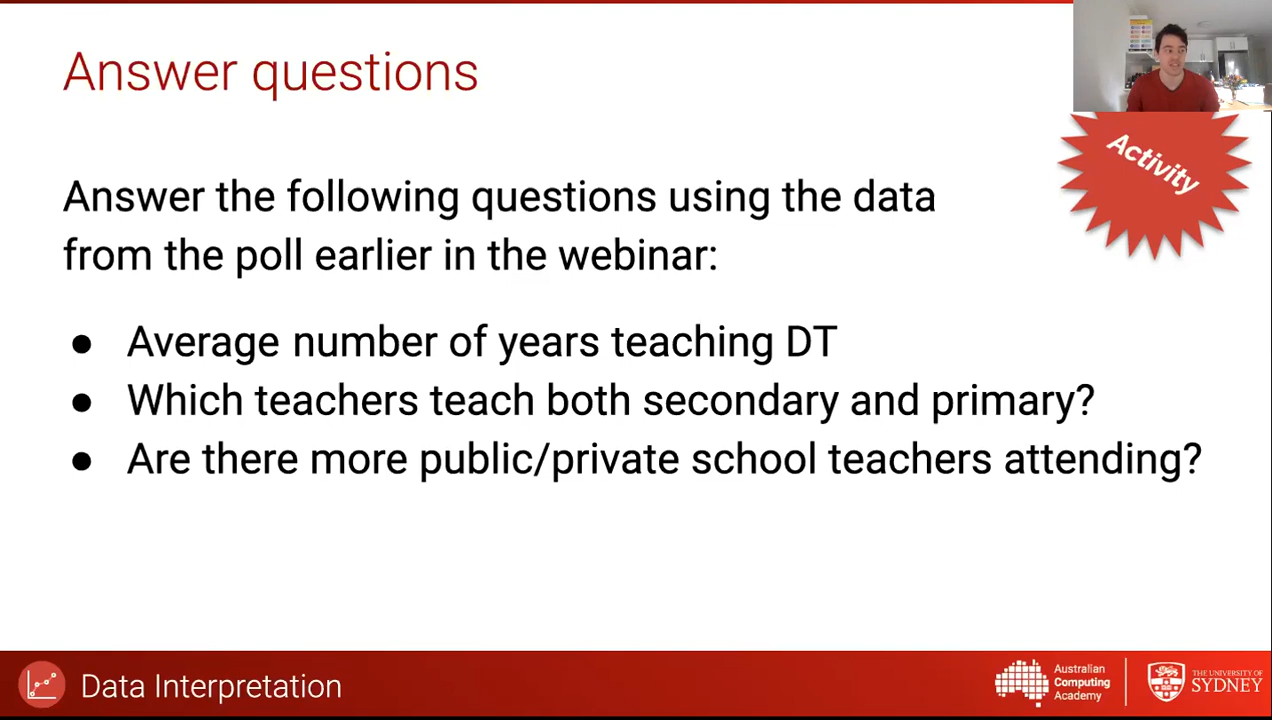 Answer questions
Activity
Answer the following questions using the data
from the poll earlier in the webinar:
● Average number of years teaching DT
● Which teachers teach both secondary and primary?
● Are there more public/private school teachers attending?
Data Interpretation
Australian
Computing
Academy
THE UNIVERSITY OF
SYDNEY